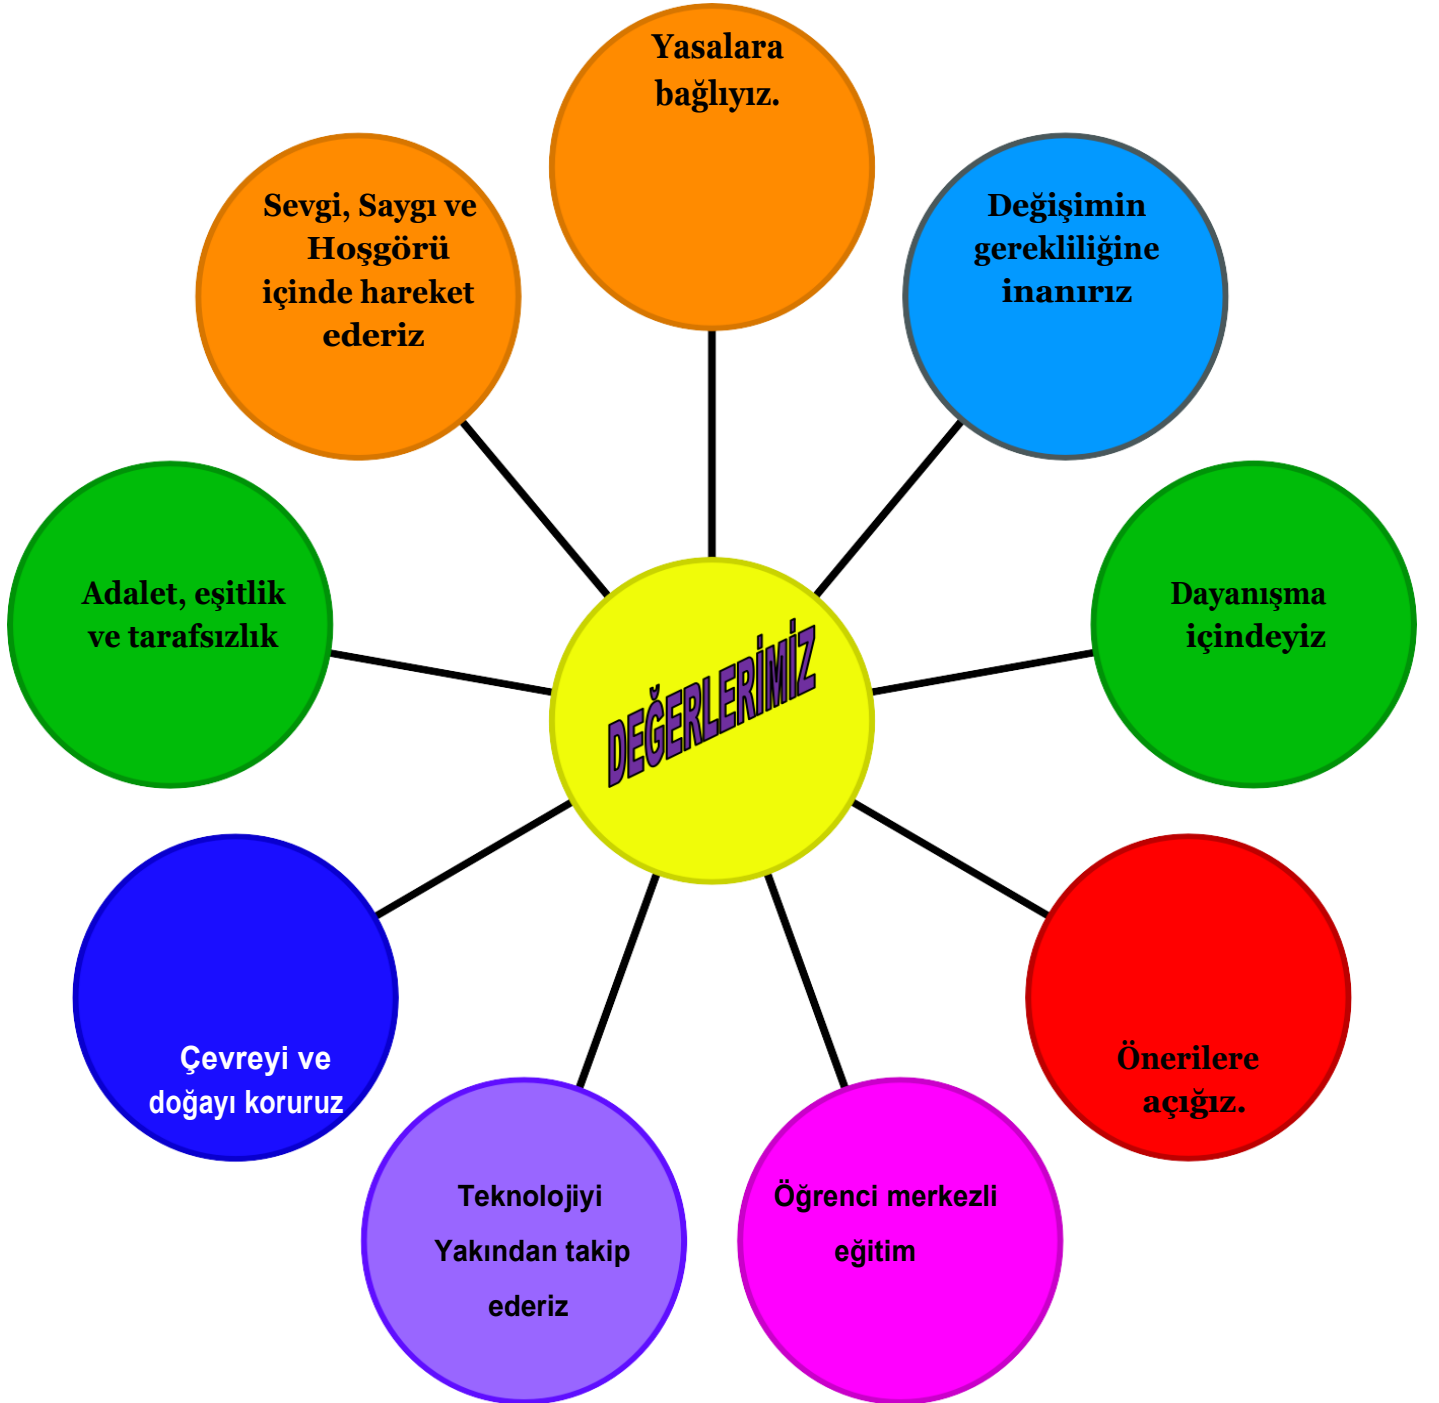 Yasalara
bağlıyız.
Sevgi, Saygı ve
Hoşgörü
içinde hareket
ederiz
Değişimin
gerekliliğine
inanırız
Adalet, eşitlik
ve tarafsızlık
Dayanışma
içindeyiz
DEĞERLERİMİZ
Çevreyi ve
doğayı koruruz
Önerilere
açığız.
Teknolojiyi
Yakından takip
ederiz
Öğrenci merkezli
eğitim